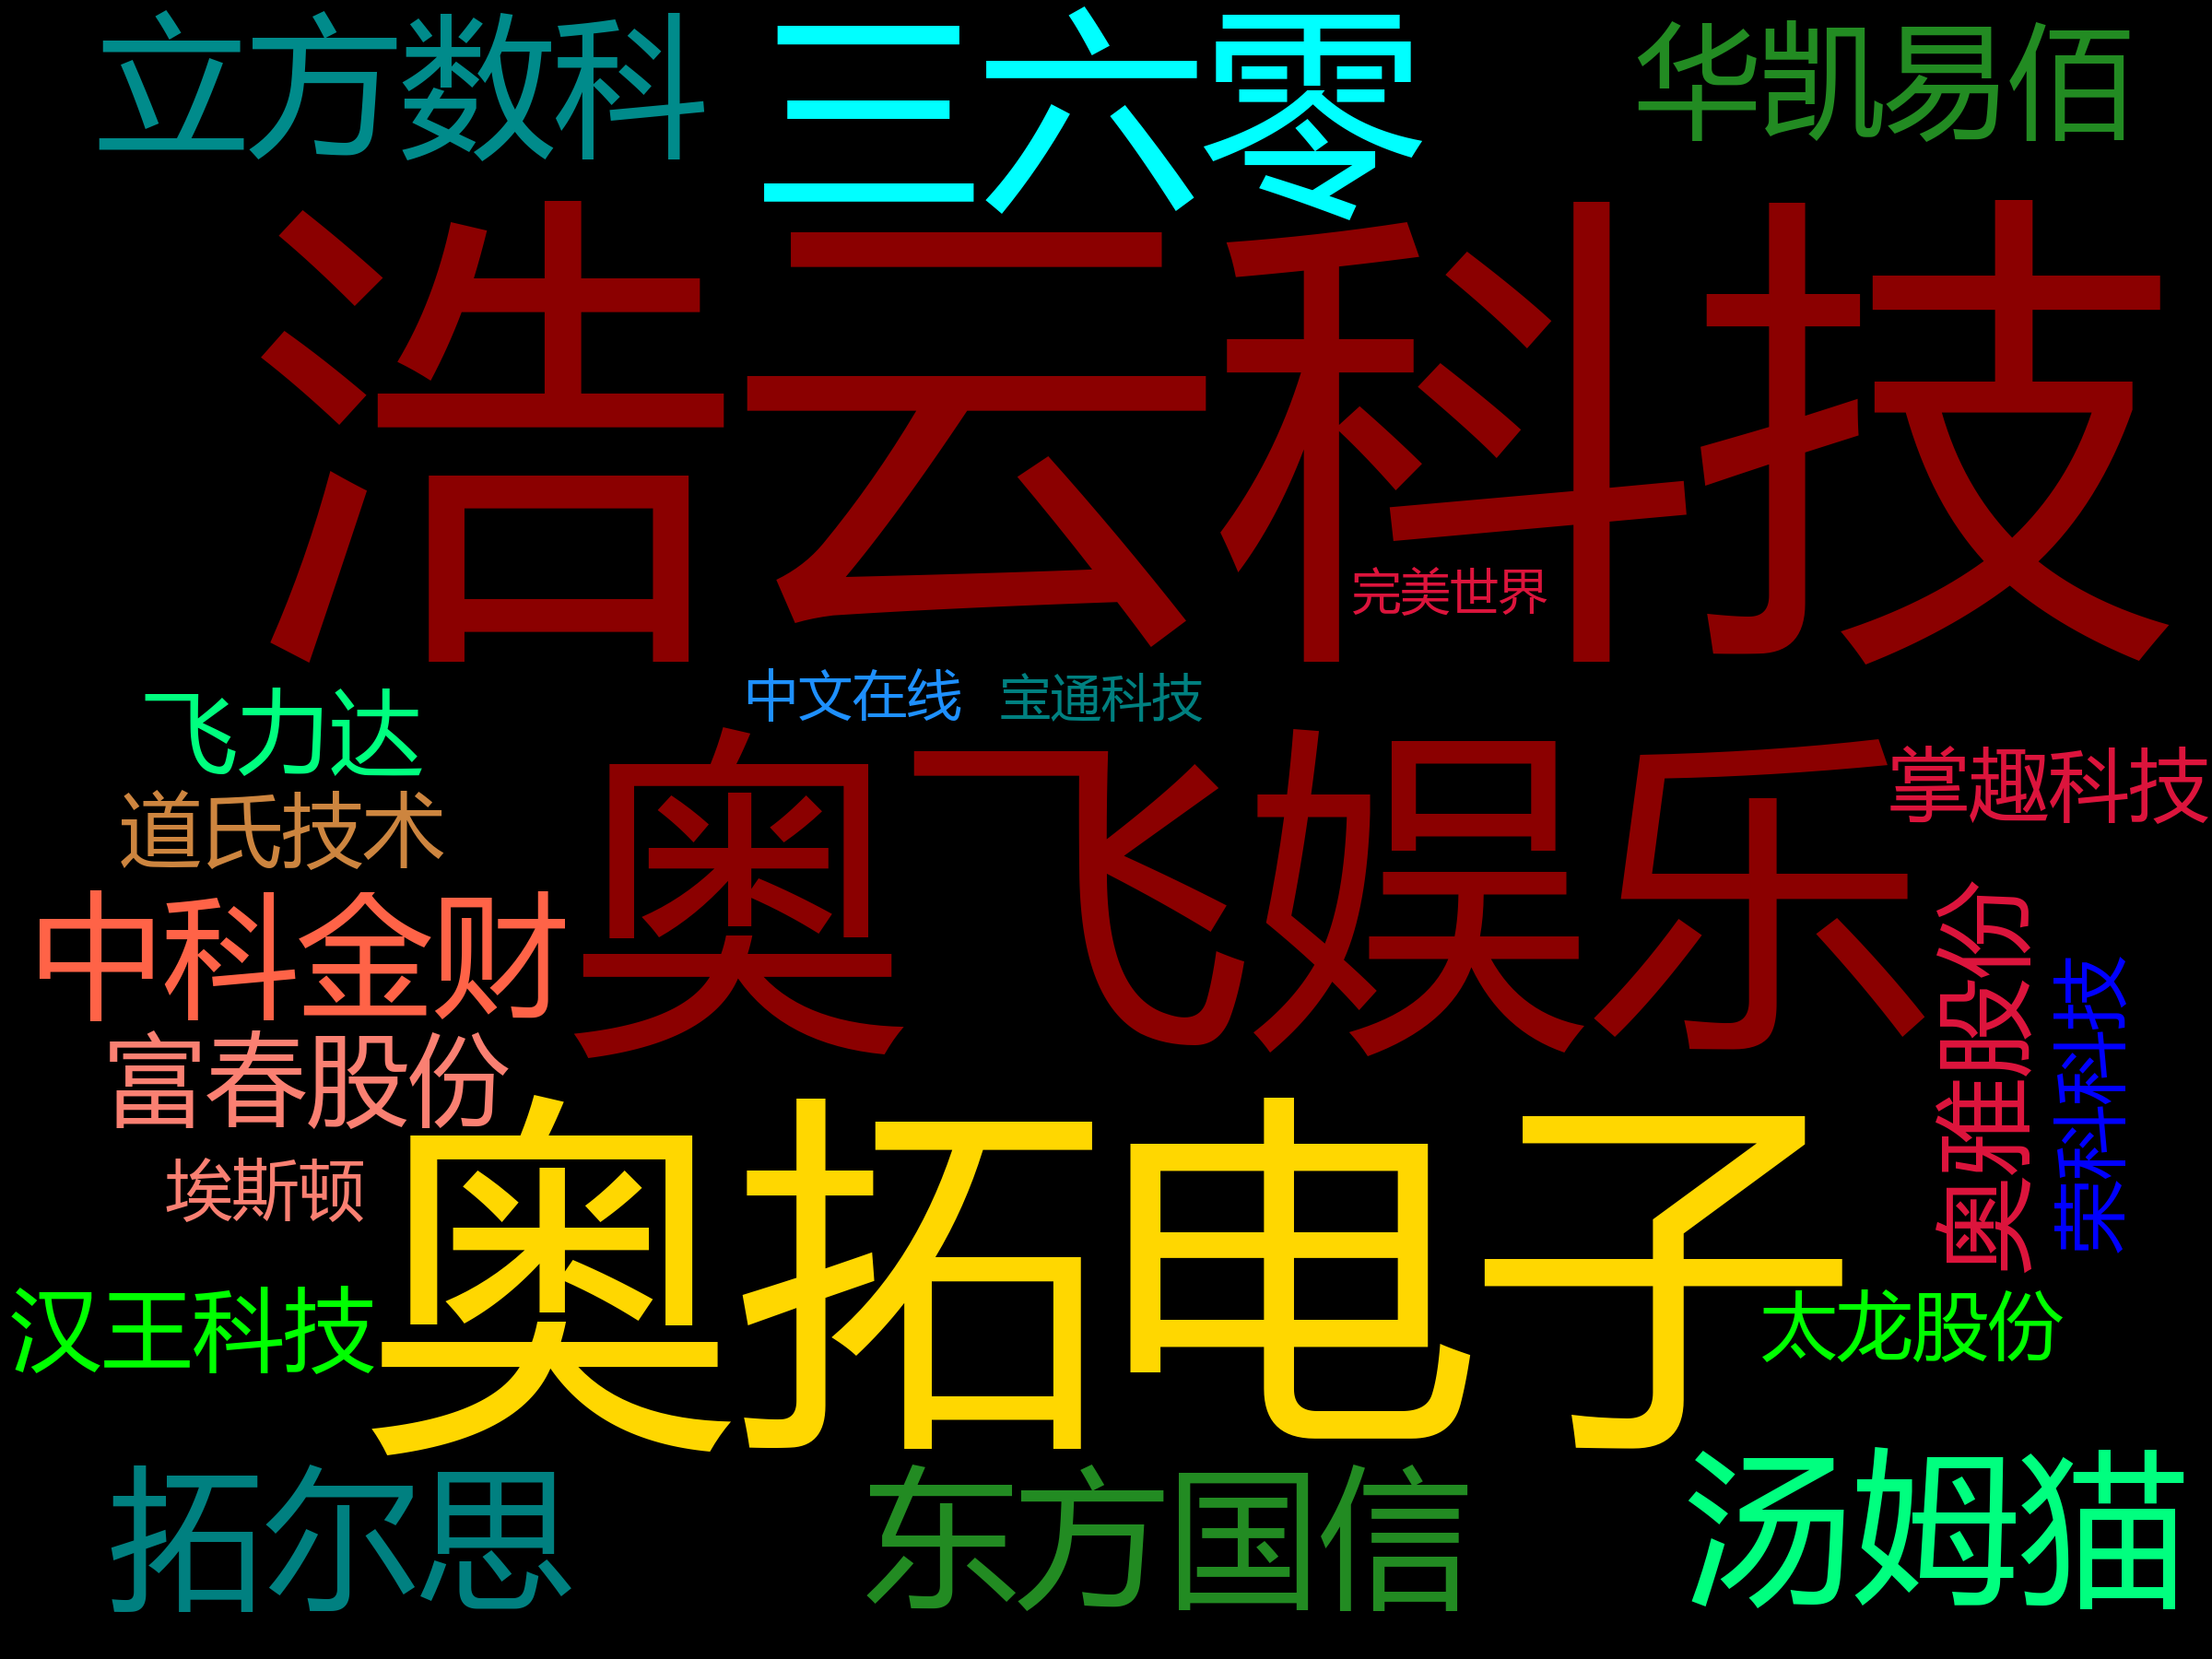 立方数科
三六零
华凯易佰
浩云科技
完美世界
中文在线
宝通科技
飞力达
奥飞娱乐
掌趣科技
道氏技术
中科金财
奥雅股份
荣科科技
富春股份
奥拓电子
埃斯顿
汉王科技
太龙股份
拓尔思
东方国信
汤姆猫